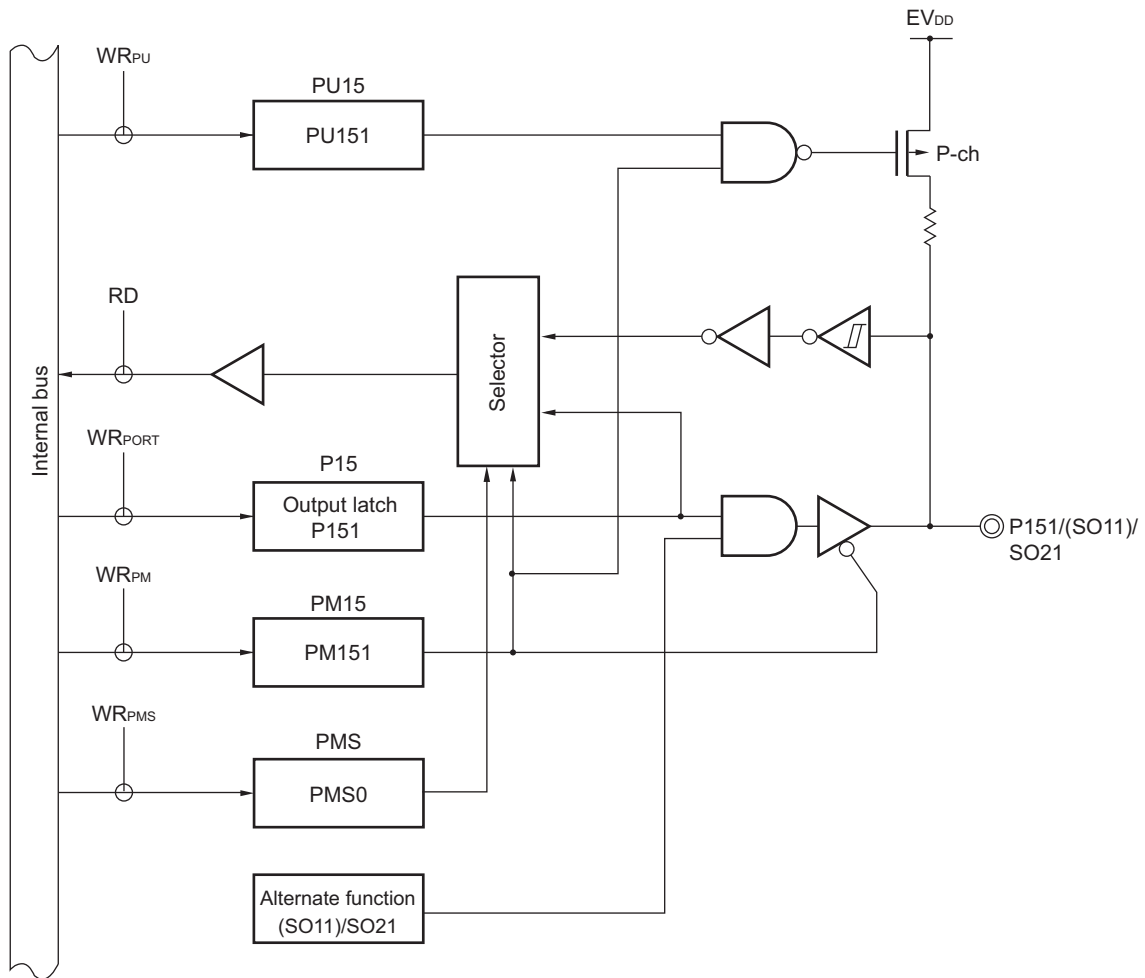 EVDD
WRPU
PU15
PU151
P-ch
RD
Selector
Internal bus
WRPORT
P15
Output latch
P151
P151/(SO11)/
SO21
WRPM
PM15
PM151
WRPMS
PMS
PMS0
Alternate function
(SO11)/SO21